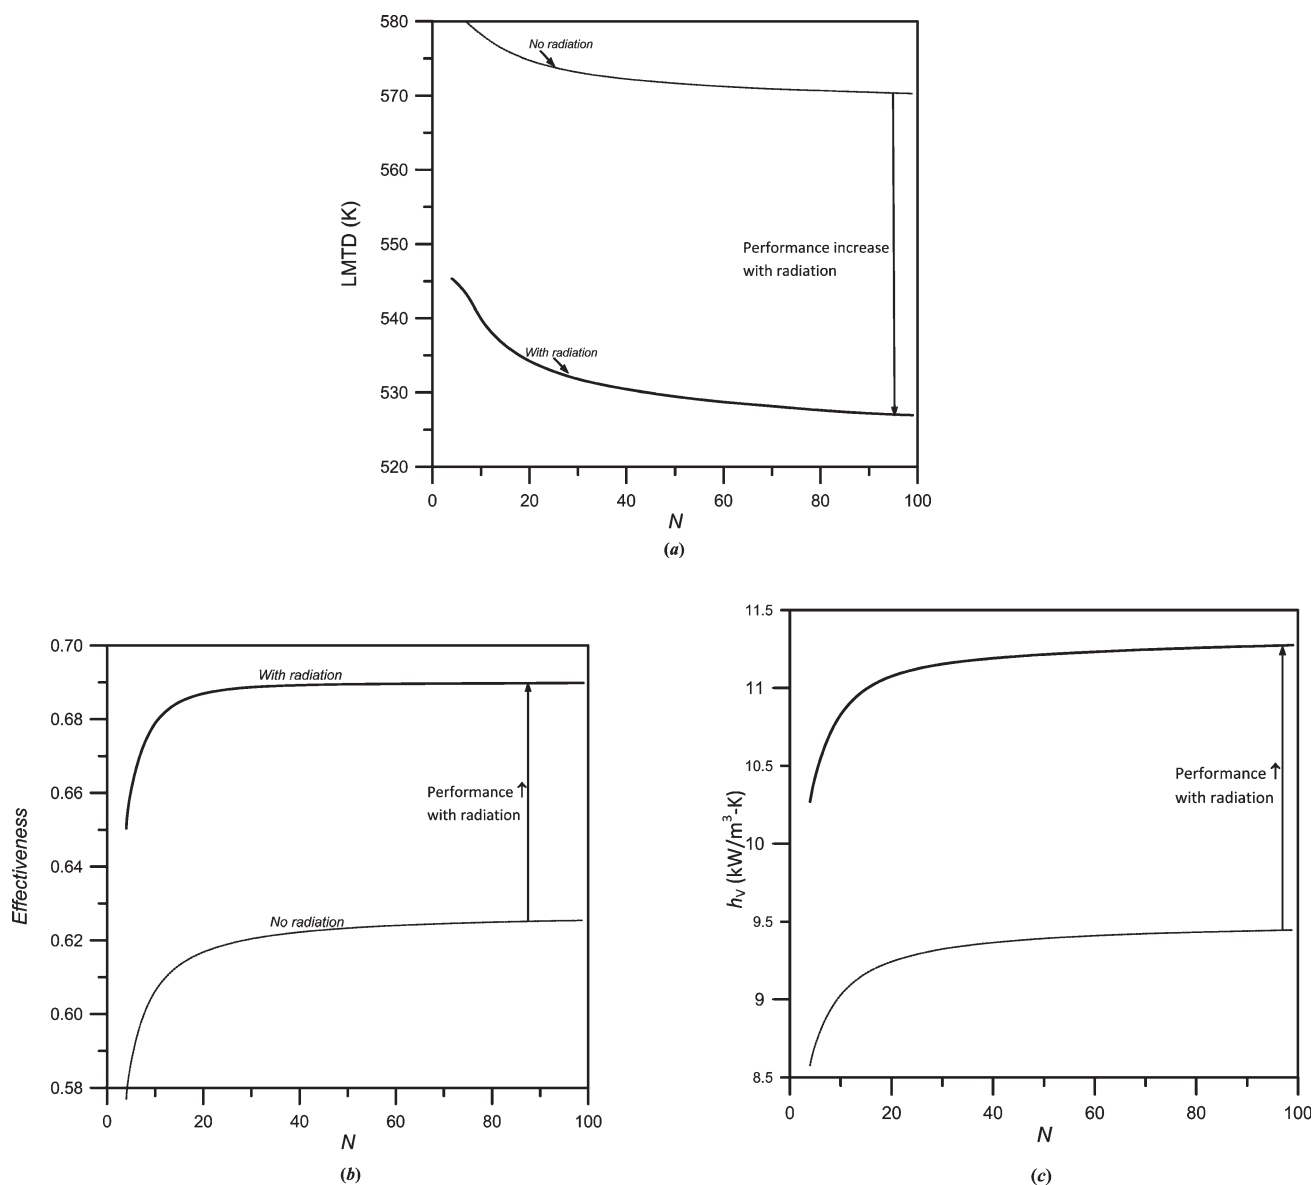 580
570
560
550
540
530
520
LMTD (K)
No radiation
Performance increase
with radiation
With radiation
0
20
40
60
80
100
N
(a)
0.70
0.68
0.66
0.64
0.62
0.60
0.58
Effectiveness
With radiation
Performance ↑
with radiation
No radiation
0
20
40
60
80
100
N
(b)
11.5
11
10.5
10
9.5
9
8.5
hV (kW/m³-K)
Performance ↑
with radiation
0
20
40
60
80
100
N
(c)